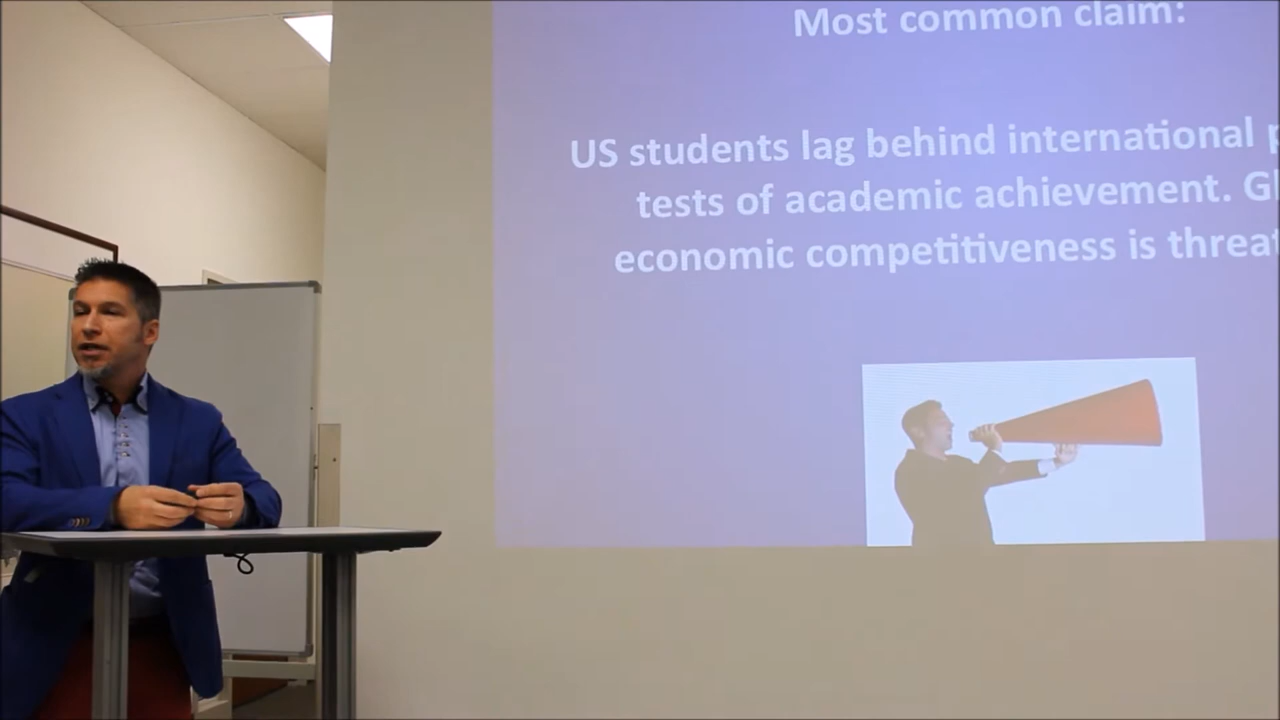 Most common claim:
US students lag behind international
tests of academic achievement.
economic competitiveness is